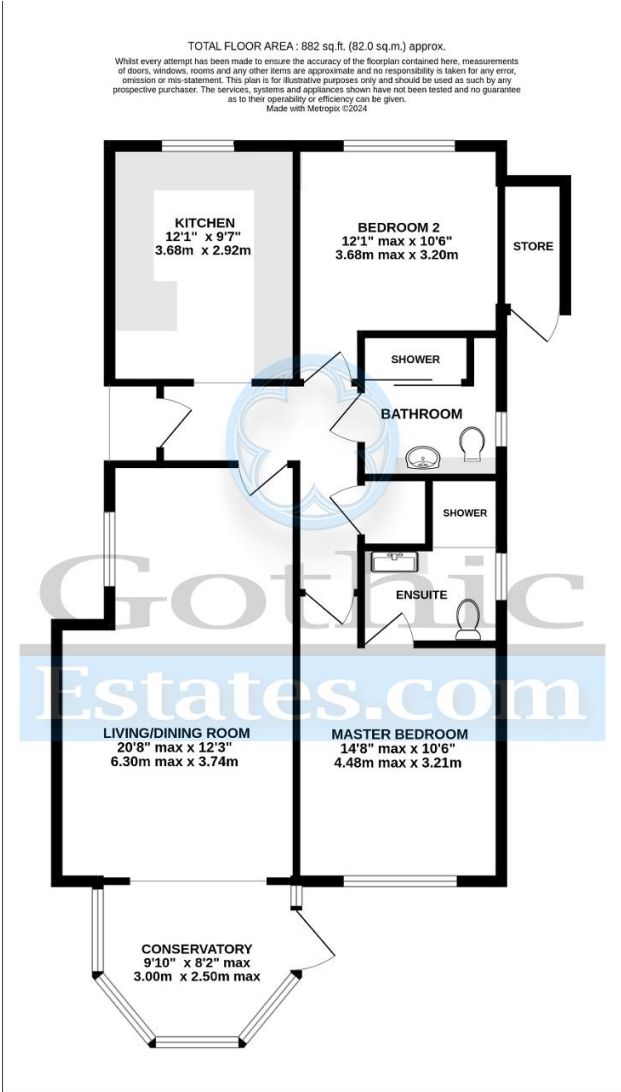 TOTAL FLOOR AREA : 882 sq.ft. (82.0 sq.m.) approx.
Whilst every attempt has been made to ensure the accuracy of the floorplan contained here, measurements
of doors, windows, rooms and any other items are approximate and no responsibility is taken for any error,
omission or mis-statement. This plan is for illustrative purposes only and should be used as such by any
prospective purchaser. The services, systems and appliances shown have not been tested and no guarantee
as to their operability or efficiency can be given.
Made with Metropix ©2024
KITCHEN
12'1" x 9'7"
3.68m x 2.92m
BEDROOM 2
12'1" max x 10'6"
3.68m max x 3.20m
STORE
SHOWER
BATHROOM
SHOWER
ENSUITE
Gothic
Estates.com
LIVING/DINING ROOM
20'8" max x 12'3"
6.30m max x 3.74m
MASTER BEDROOM
14'8" max x 10'6"
4.48m max x 3.21m
CONSERVATORY
9'10" x 8'2" max
3.00m x 2.50m max